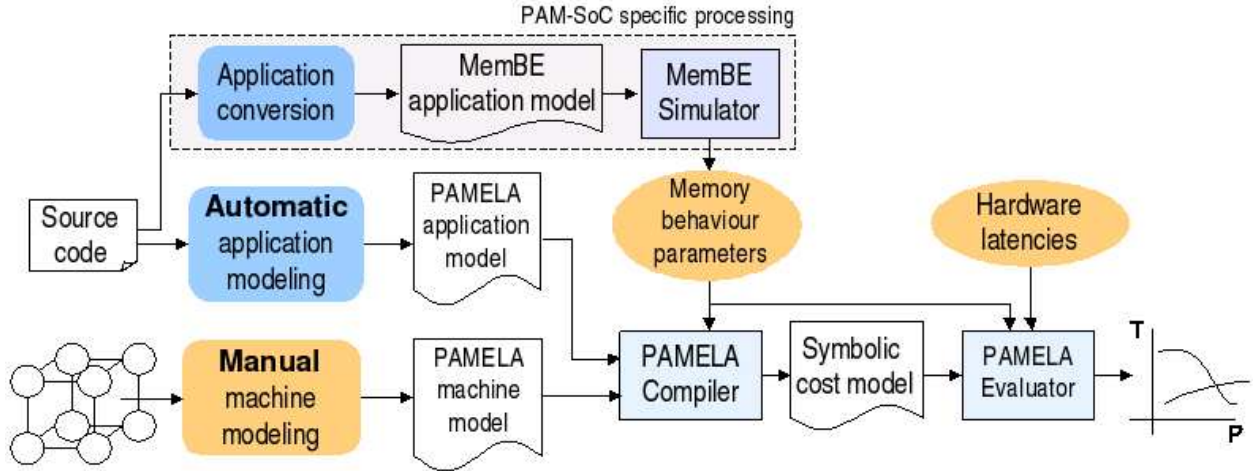 PAM-SoC specific processing
Application
conversion
MemBE
application model
MemBE
Simulator
Source
code
Automatic
application
modeling
PAMELA
application
model
Memory
behaviour
parameters
Hardware
latencies
Manual
machine
modeling
PAMELA
machine
model
PAMELA
Compiler
Symbolic
cost model
PAMELA
Evaluator
T
P